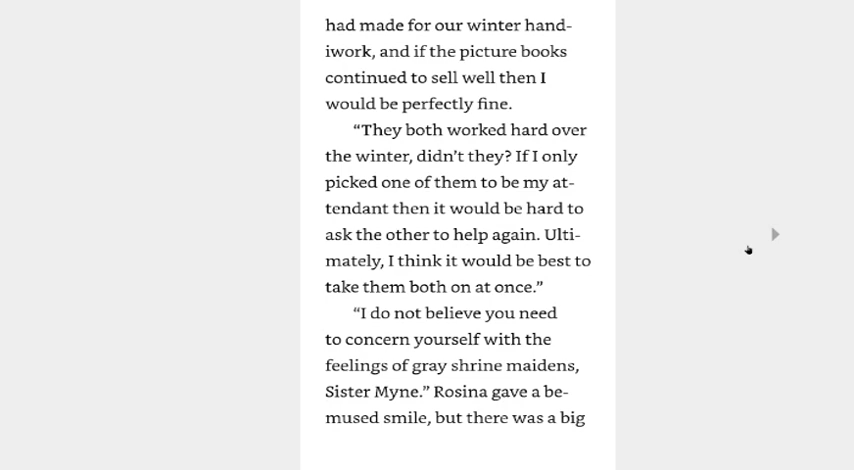 had made for our winter hand-
iwork, and if the picture books
continued to sell well then I
would be perfectly fine.
“They both worked hard over
the winter, didn’t they? If I only
picked one of them to be my at-
tendant then it would be hard to
ask the other to help again. Ulti-
mately, I think it would be best to
take them both on at once.”
“I do not believe you need
to concern yourself with the
feelings of gray shrine maidens,
Sister Myne.” Rosina gave a be-
mused smile, but there was a big